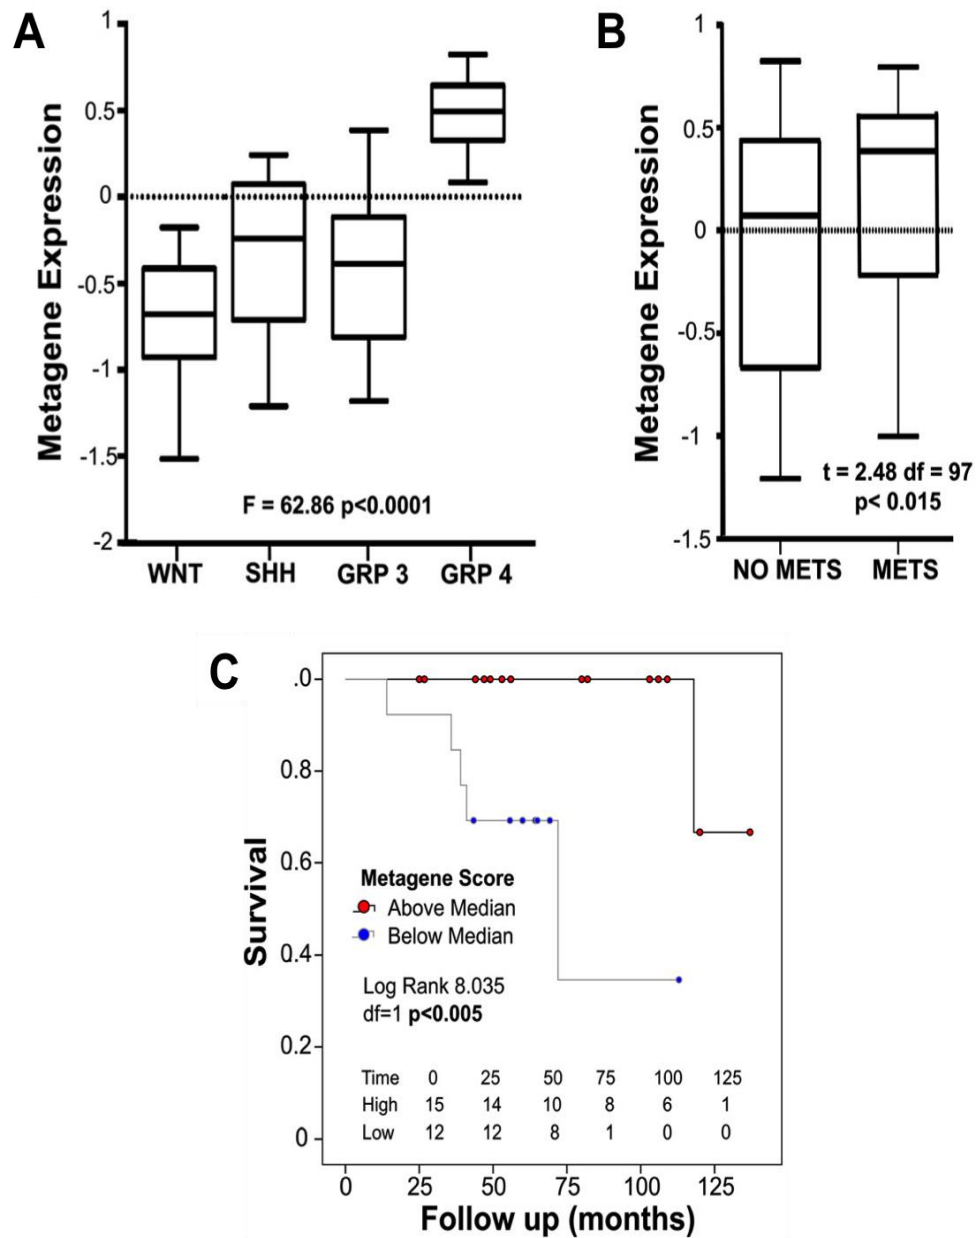 A
Metagene Expression
1
0.5
0
-0.5
-1
-1.5
-2
F = 62.86 p<0.0001
WNT SHH GRP 3 GRP 4
B
Metagene Expression
1
0.5
0
-0.5
-1
-1.5
t = 2.48 df = 97
p< 0.015
NO METS METS
C
Survival
.0
0.8
0.6
0.4
0.2
0
Metagene Score
Above Median
Below Median
Log Rank 8.035
df=1 p<0.005
Time 0 25 50 75 100 125
High 15 14 10 8 6 1
Low 12 12 8 1 0 0
0 25 50 75 100 125
Follow up (months)